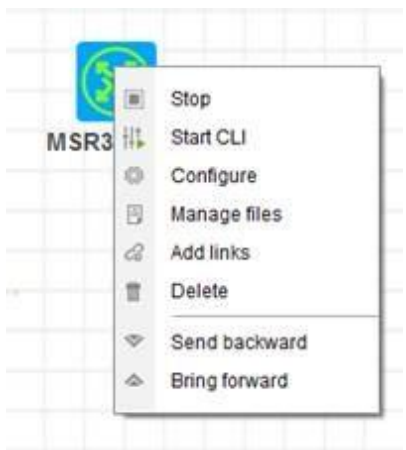 Stop
MSR3
Start CLI
Configure
Manage files
Add links
Delete
Send backward
Bring forward